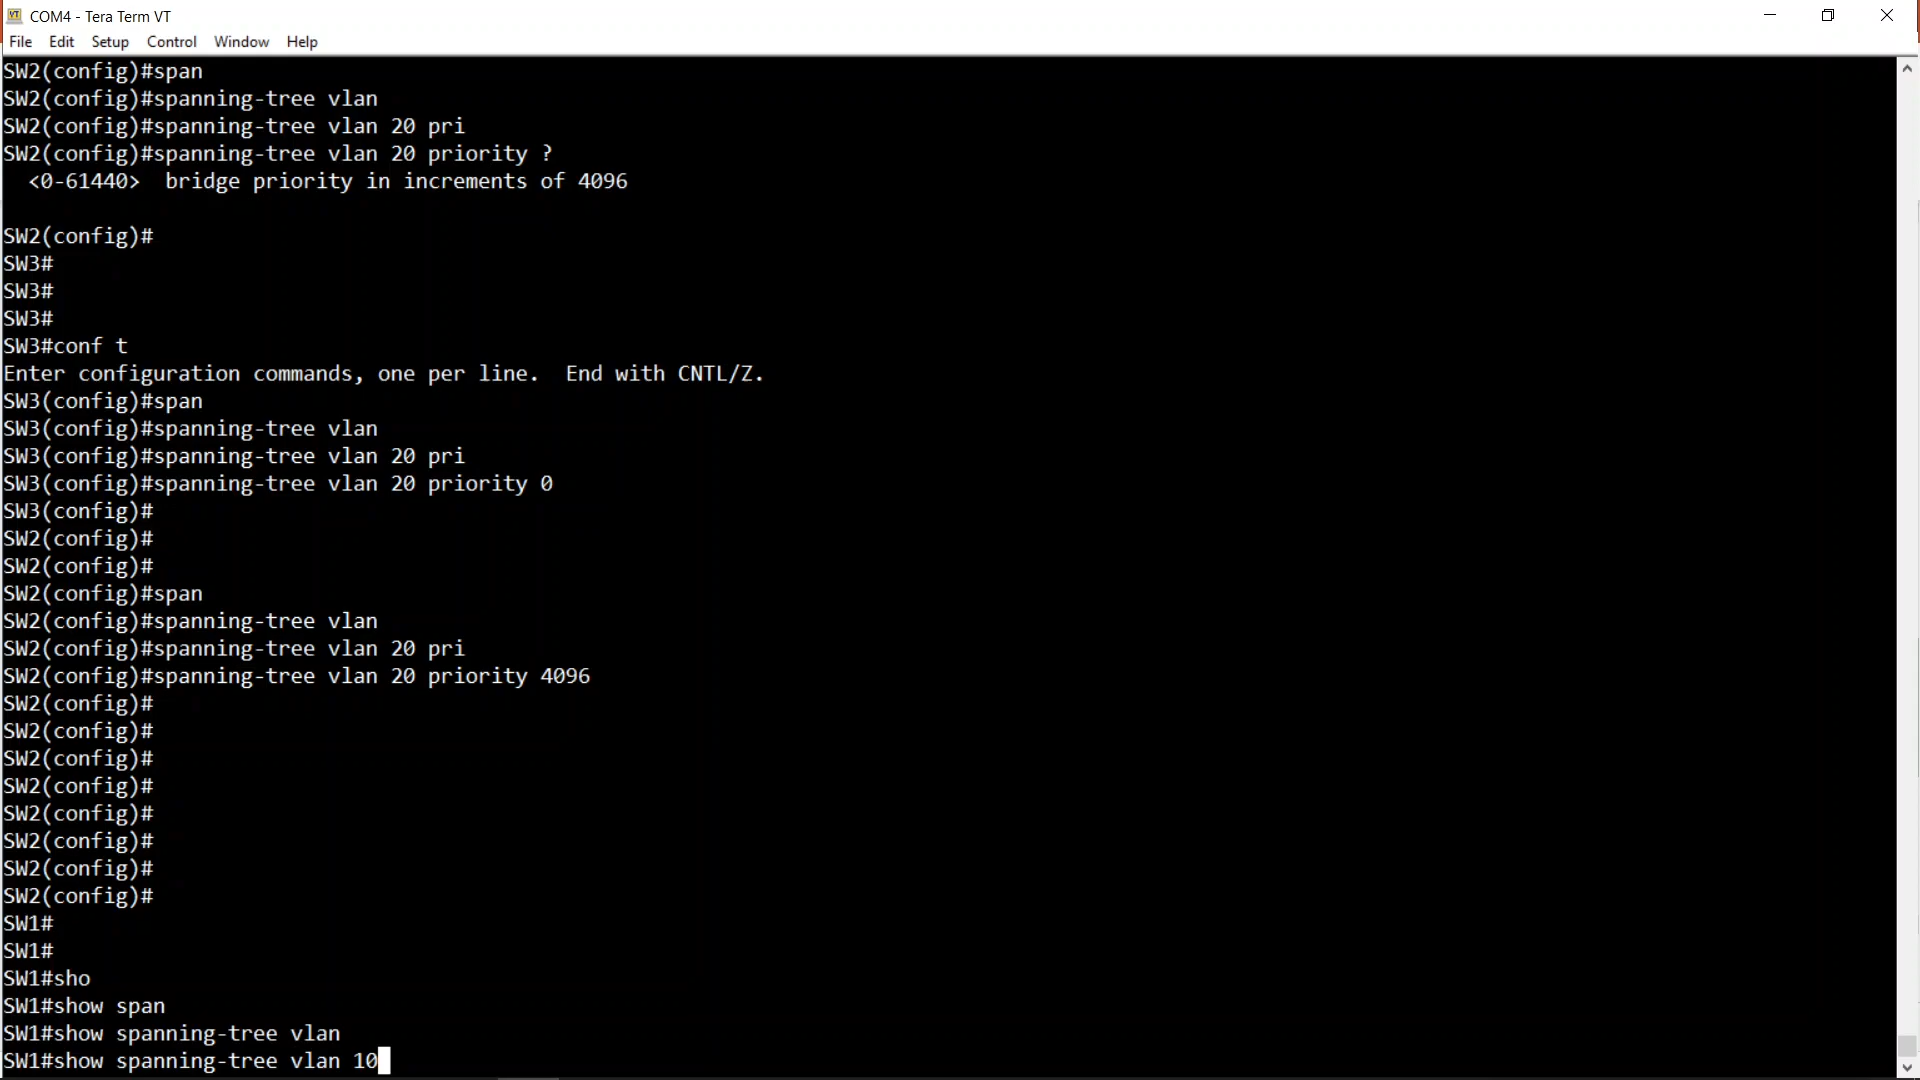 COM4 - Tera Term VT
File Edit Setup Control Window Help
SW2(config)#span
SW2(config)#spanning-tree vlan
SW2(config)#spanning-tree vlan 20 pri
SW2(config)#spanning-tree vlan 20 priority ?
  <0-61440>  bridge priority in increments of 4096
SW2(config)#
SW3#
SW3#
SW3#
SW3#conf t
Enter configuration commands, one per line.  End with CNTL/Z.
SW3(config)#span
SW3(config)#spanning-tree vlan
SW3(config)#spanning-tree vlan 20 pri
SW3(config)#spanning-tree vlan 20 priority 0
SW3(config)#
SW2(config)#
SW2(config)#
SW2(config)#span
SW2(config)#spanning-tree vlan
SW2(config)#spanning-tree vlan 20 pri
SW2(config)#spanning-tree vlan 20 priority 4096
SW2(config)#
SW2(config)#
SW2(config)#
SW2(config)#
SW2(config)#
SW2(config)#
SW2(config)#
SW2(config)#
SW1#
SW1#
SW1#sho
SW1#show span
SW1#show spanning-tree vlan
SW1#show spanning-tree vlan 10